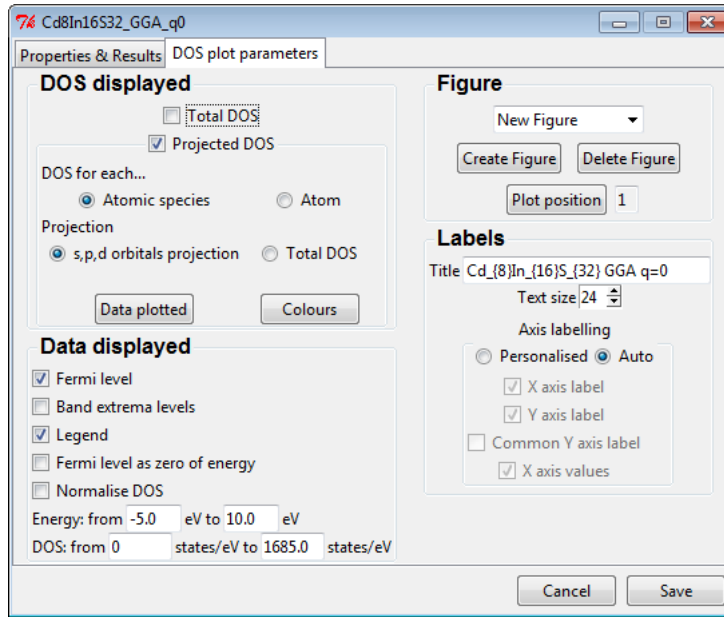 Cd8In16S32_GGA_q0
Properties & Results
DOS plot parameters
DOS displayed
Total DOS
Projected DOS
DOS for each...
Atomic species
Atom
Projection
s,p,d orbitals projection
Total DOS
Data plotted
Colours
Data displayed
Fermi level
Band extrema levels
Legend
Fermi level as zero of energy
Normalise DOS
Energy: from -5.0 eV to 10.0 eV
DOS: from 0 states/eV to 1685.0 states/eV
Figure
New Figure
Create Figure
Delete Figure
Plot position 1
Labels
Title Cd_{8}In_{16}S_{32} GGA q=0
Text size 24
Axis labelling
Personalised
Auto
X axis label
Y axis label
Common Y axis label
X axis values
Cancel
Save